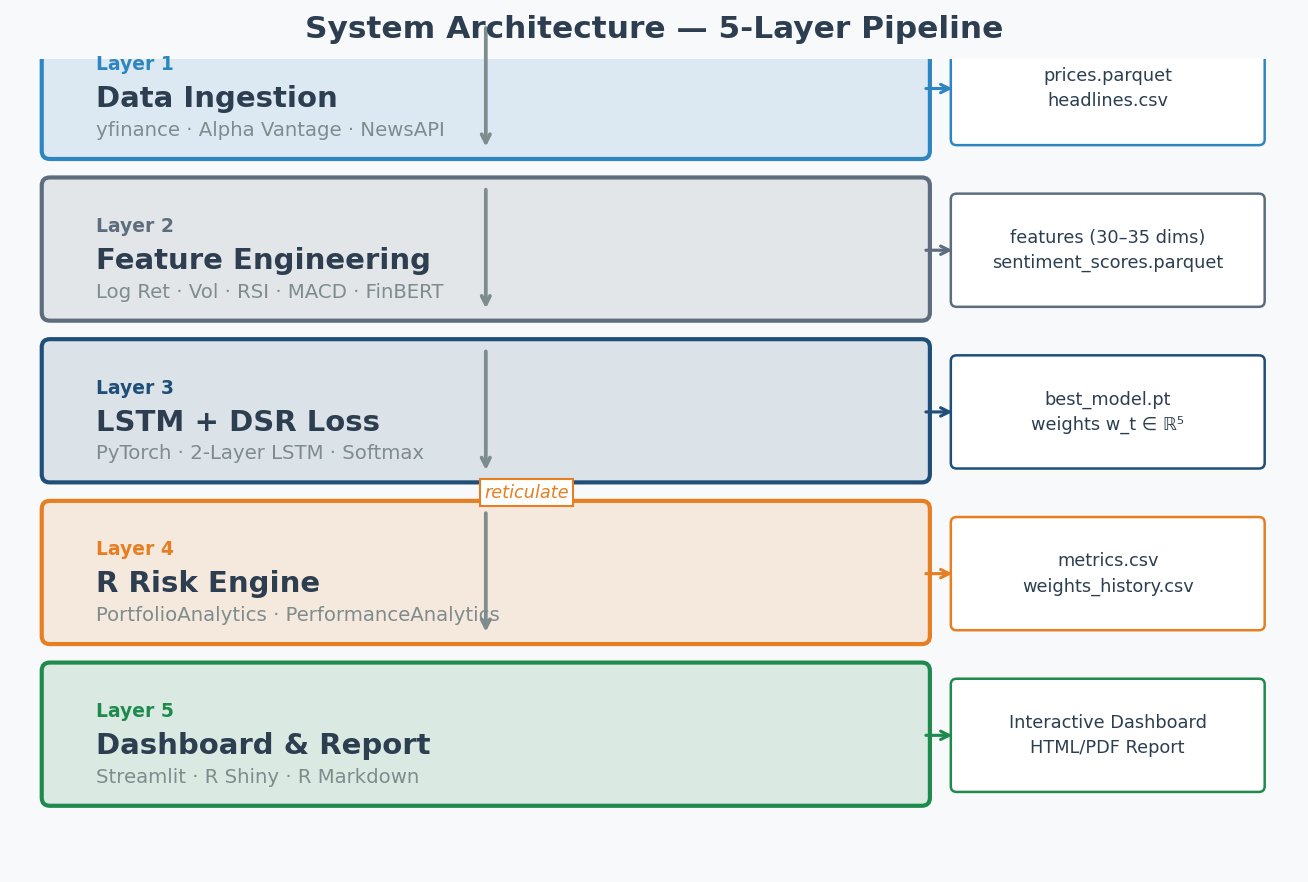 System Architecture — 5-Layer Pipeline
Layer 1
Data Ingestion
yfinance · Alpha Vantage · NewsAPI
prices.parquet
headlines.csv
Layer 2
Feature Engineering
Log Ret · Vol · RSI · MACD · FinBERT
features (30–35 dims)
sentiment_scores.parquet
Layer 3
LSTM + DSR Loss
PyTorch · 2-Layer LSTM · Softmax
best_model.pt
weights w_t ∈ ℝ⁵
reticulate
Layer 4
R Risk Engine
PortfolioAnalytics · PerformanceAnalytics
metrics.csv
weights_history.csv
Layer 5
Dashboard & Report
Streamlit · R Shiny · R Markdown
Interactive Dashboard
HTML/PDF Report